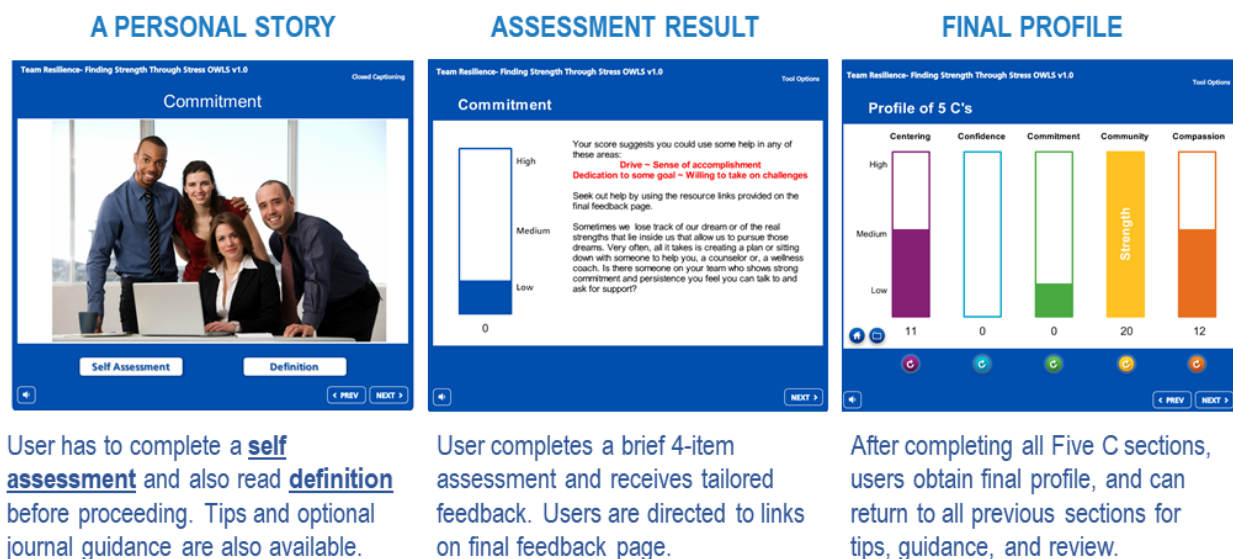 A PERSONAL STORY
Team Resilience- Finding Strength Through Stress OWLS v1.0
Closed Captioning
Commitment
Self Assessment
Definition
< PREV
NEXT >
User has to complete a self
assessment and also read definition
before proceeding. Tips and optional
journal guidance are also available.
ASSESSMENT RESULT
Team Resilience- Finding Strength Through Stress OWLS v1.0
Tool Options
Commitment
High
Medium
Low
0
Your score suggests you could use some help in any of
these areas:
Drive ~ Sense of accomplishment
Dedication to some goal ~ Willing to take on challenges
Seek out help by using the resource links provided on the
final feedback page.
Sometimes we lose track of our dream or of the real
strengths that lie inside us that allow us to pursue those
dreams. Very often, all it takes is creating a plan or sitting
down with someone to help you, a counselor or, a wellness
coach. Is there someone on your team who shows strong
commitment and persistence you feel you can talk to and
ask for support?
NEXT >
User completes a brief 4-item
assessment and receives tailored
feedback. Users are directed to links
on final feedback page.
FINAL PROFILE
Team Resilience- Finding Strength Through Stress OWLS v1.0
Tool Options
Profile of 5 C's
Centering Confidence Commitment Community Compassion
High
Medium
Low
Strength
11 0 0 20 12
< PREV
NEXT >
After completing all Five C sections,
users obtain final profile, and can
return to all previous sections for
tips, guidance, and review.